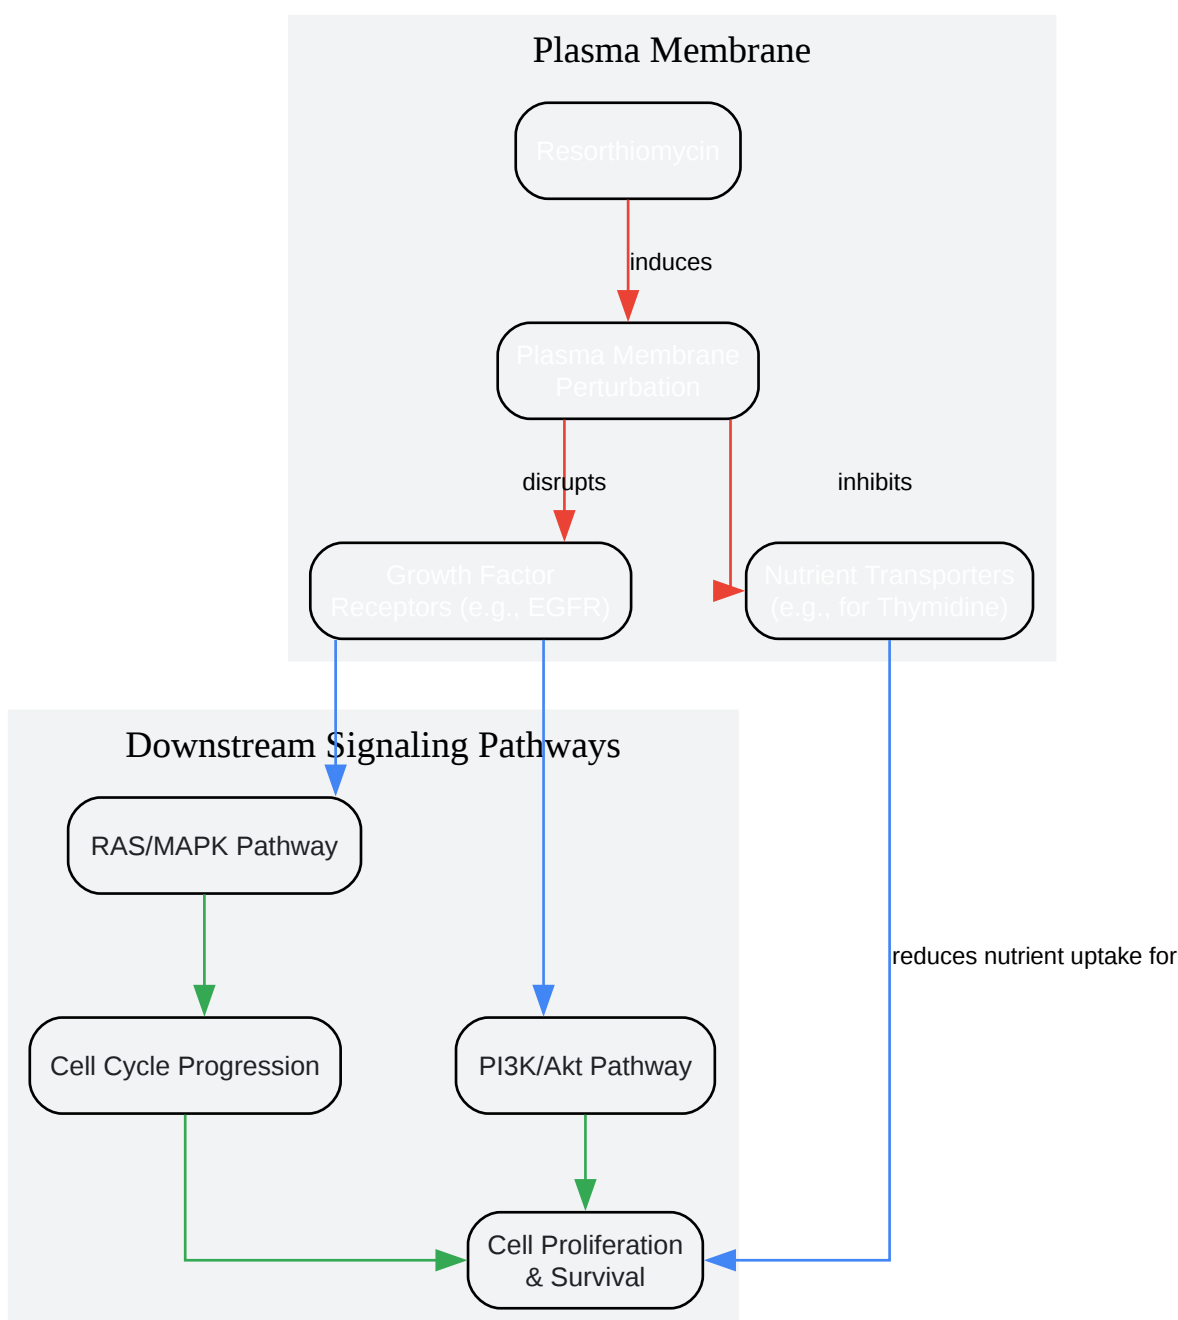 Plasma Membrane
Resorthiomycin
induces
Plasma Membrane
Perturbation
disrupts
inhibits
Growth Factor
Receptors (e.g., EGFR)
Nutrient Transporters
(e.g., for Thymidine)
Downstream Signaling Pathways
RAS/MAPK Pathway
reduces nutrient uptake for
Cell Cycle Progression
PI3K/Akt Pathway
Cell Proliferation
& Survival